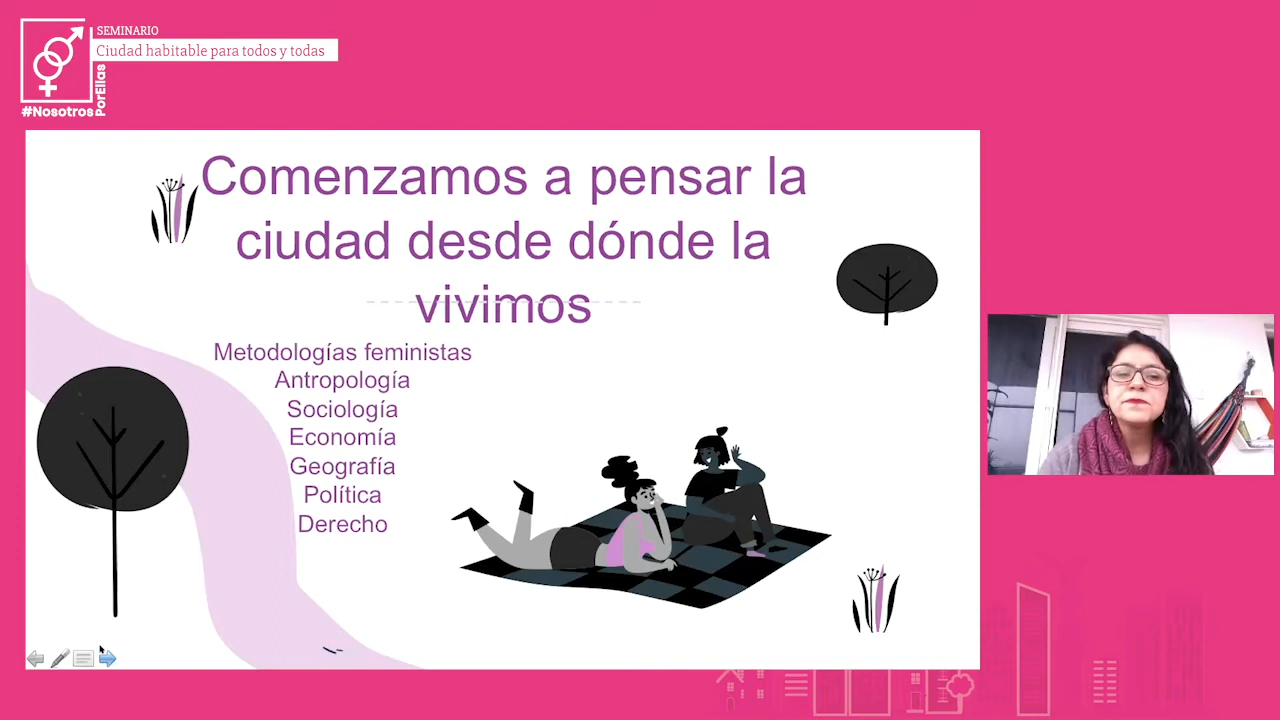 SEMINARIO
Ciudad habitable para todos y todas
#Nosotros
PorEllas
Comenzamos a pensar la
ciudad desde dónde la
vivimos
Metodologías feministas
Antropología
Sociología
Economía
Geografía
Política
Derecho